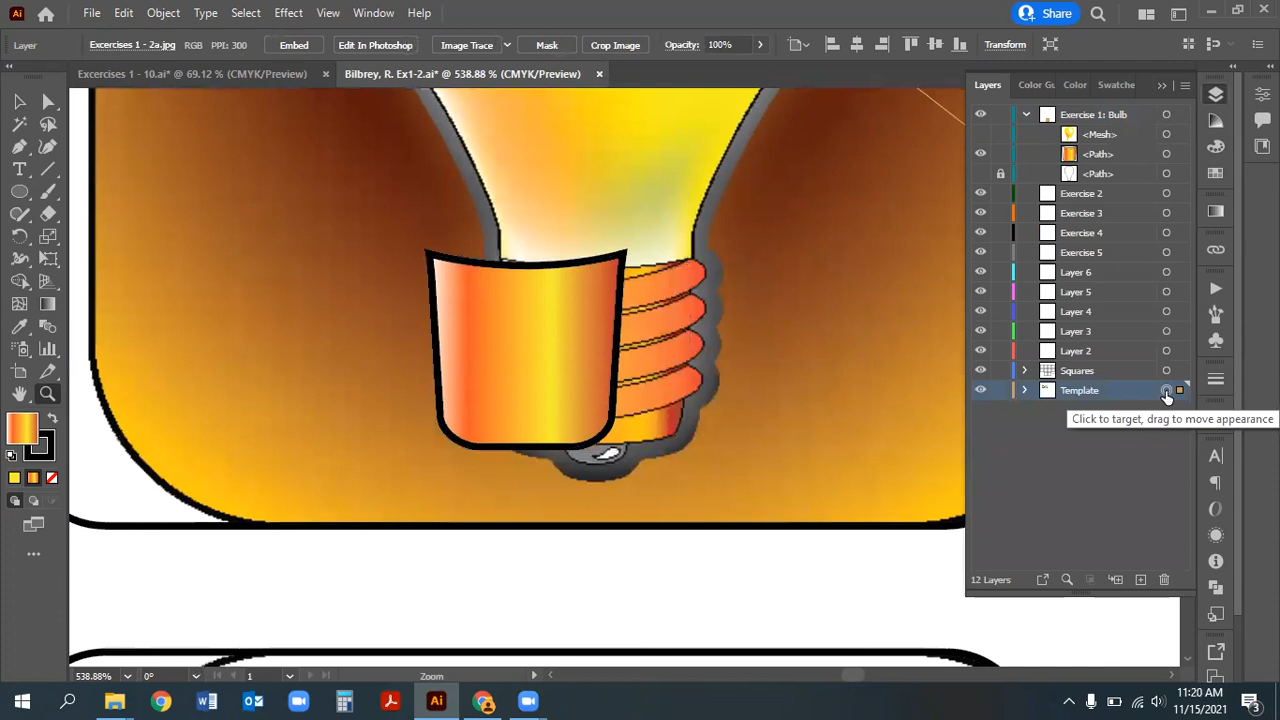 Ai File Edit Object Type Select Effect View Window Help Share
Layer Excercises 1 - 2a.jpg RGB PPI: 300 Embed Edit In Photoshop Image Trace Mask Crop Image Opacity: 100% Transform
Excercises 1 - 10.ai* @ 69.12 % (CMYK/Preview) × Bilbrey, R. Ex1-2.ai* @ 538.88 % (CMYK/Preview) ×
Layers Color Gu Color Swatche
Exercise 1: Bulb
<Mesh>
<Path>
<Path>
Exercise 2
Exercise 3
Exercise 4
Exercise 5
Layer 6
Layer 5
Layer 4
Layer 3
Layer 2
Squares
Template
Click to target, drag to move appearance
12 Layers
538.88% 0° 1 Zoom
Ai
11:20 AM
11/15/2021
3